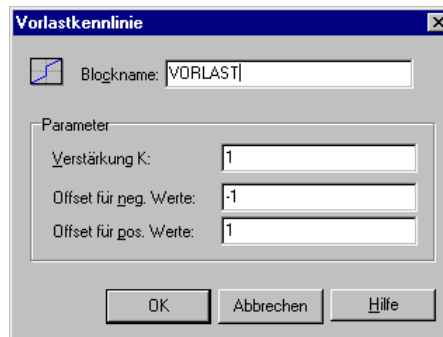 Vorlastkennlinie
Blockname: VORLAST
Parameter
Verstärkung K: 1
Offset für neg. Werte: -1
Offset für pos. Werte: 1
OK Abbrechen Hilfe